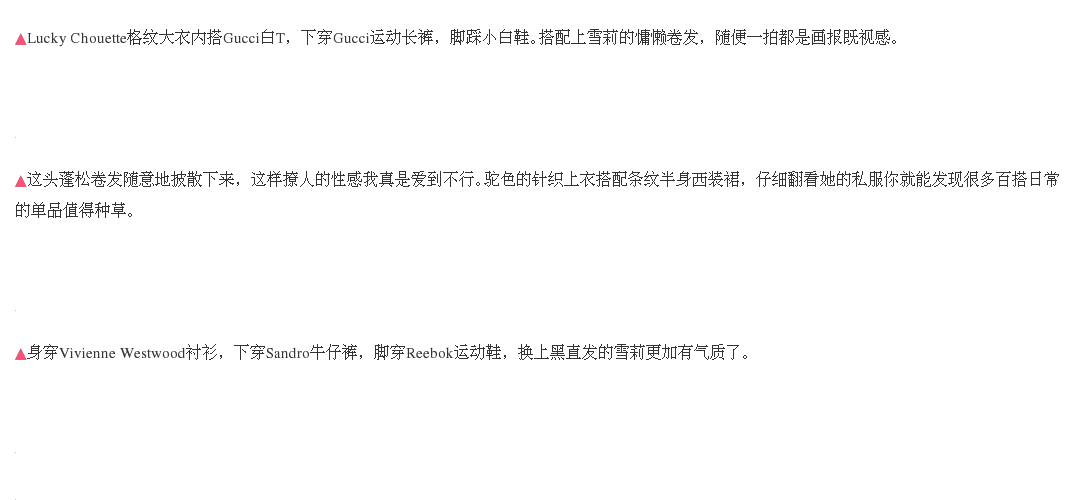 ▲Lucky Chouette格纹大衣内搭Gucci白T，下穿Gucci运动长裤，脚踩小白鞋。搭配上雪莉的慵懒卷发，随便一拍都是画报既视感。
▲这头蓬松卷发随意地披散下来，这样撩人的性感我真是爱到不行。驼色的针织上衣搭配条纹半身西装裙，仔细翻看她的私服你就能发现很多百搭日常
的单品值得种草。
▲身穿Vivienne Westwood衬衫，下穿Sandro牛仔裤，脚穿Reebok运动鞋，换上黑直发的雪莉更加有气质了。